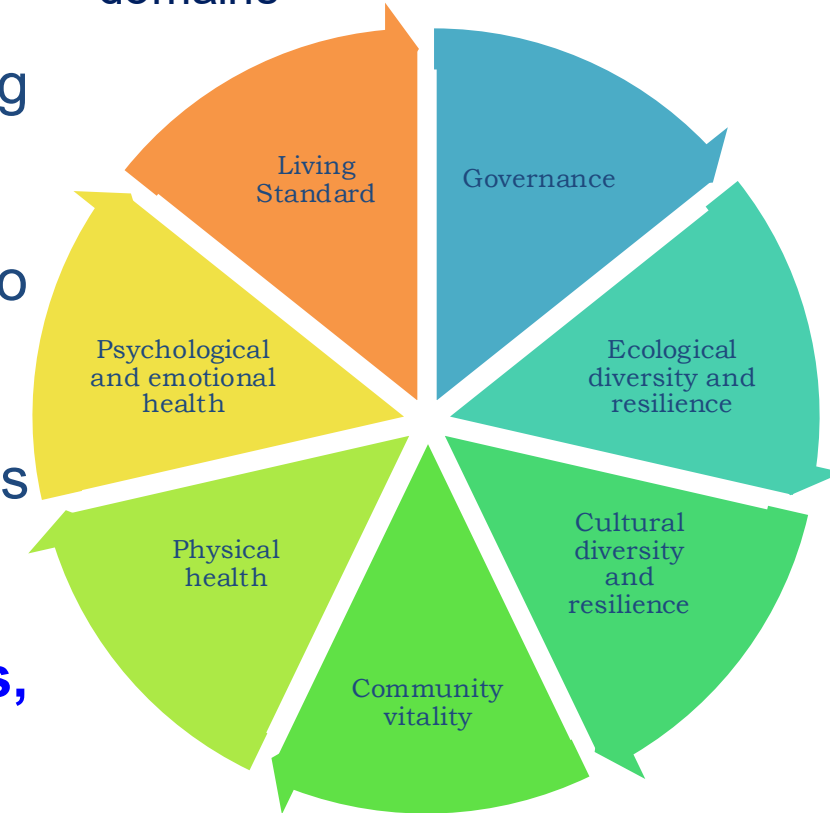 domains
Living
Standard
Governance
Psychological
and emotional
health
Ecological
diversity and
resilience
Physical
health
Cultural
diversity
and
resilience
Community
vitality
g
o
s
s,